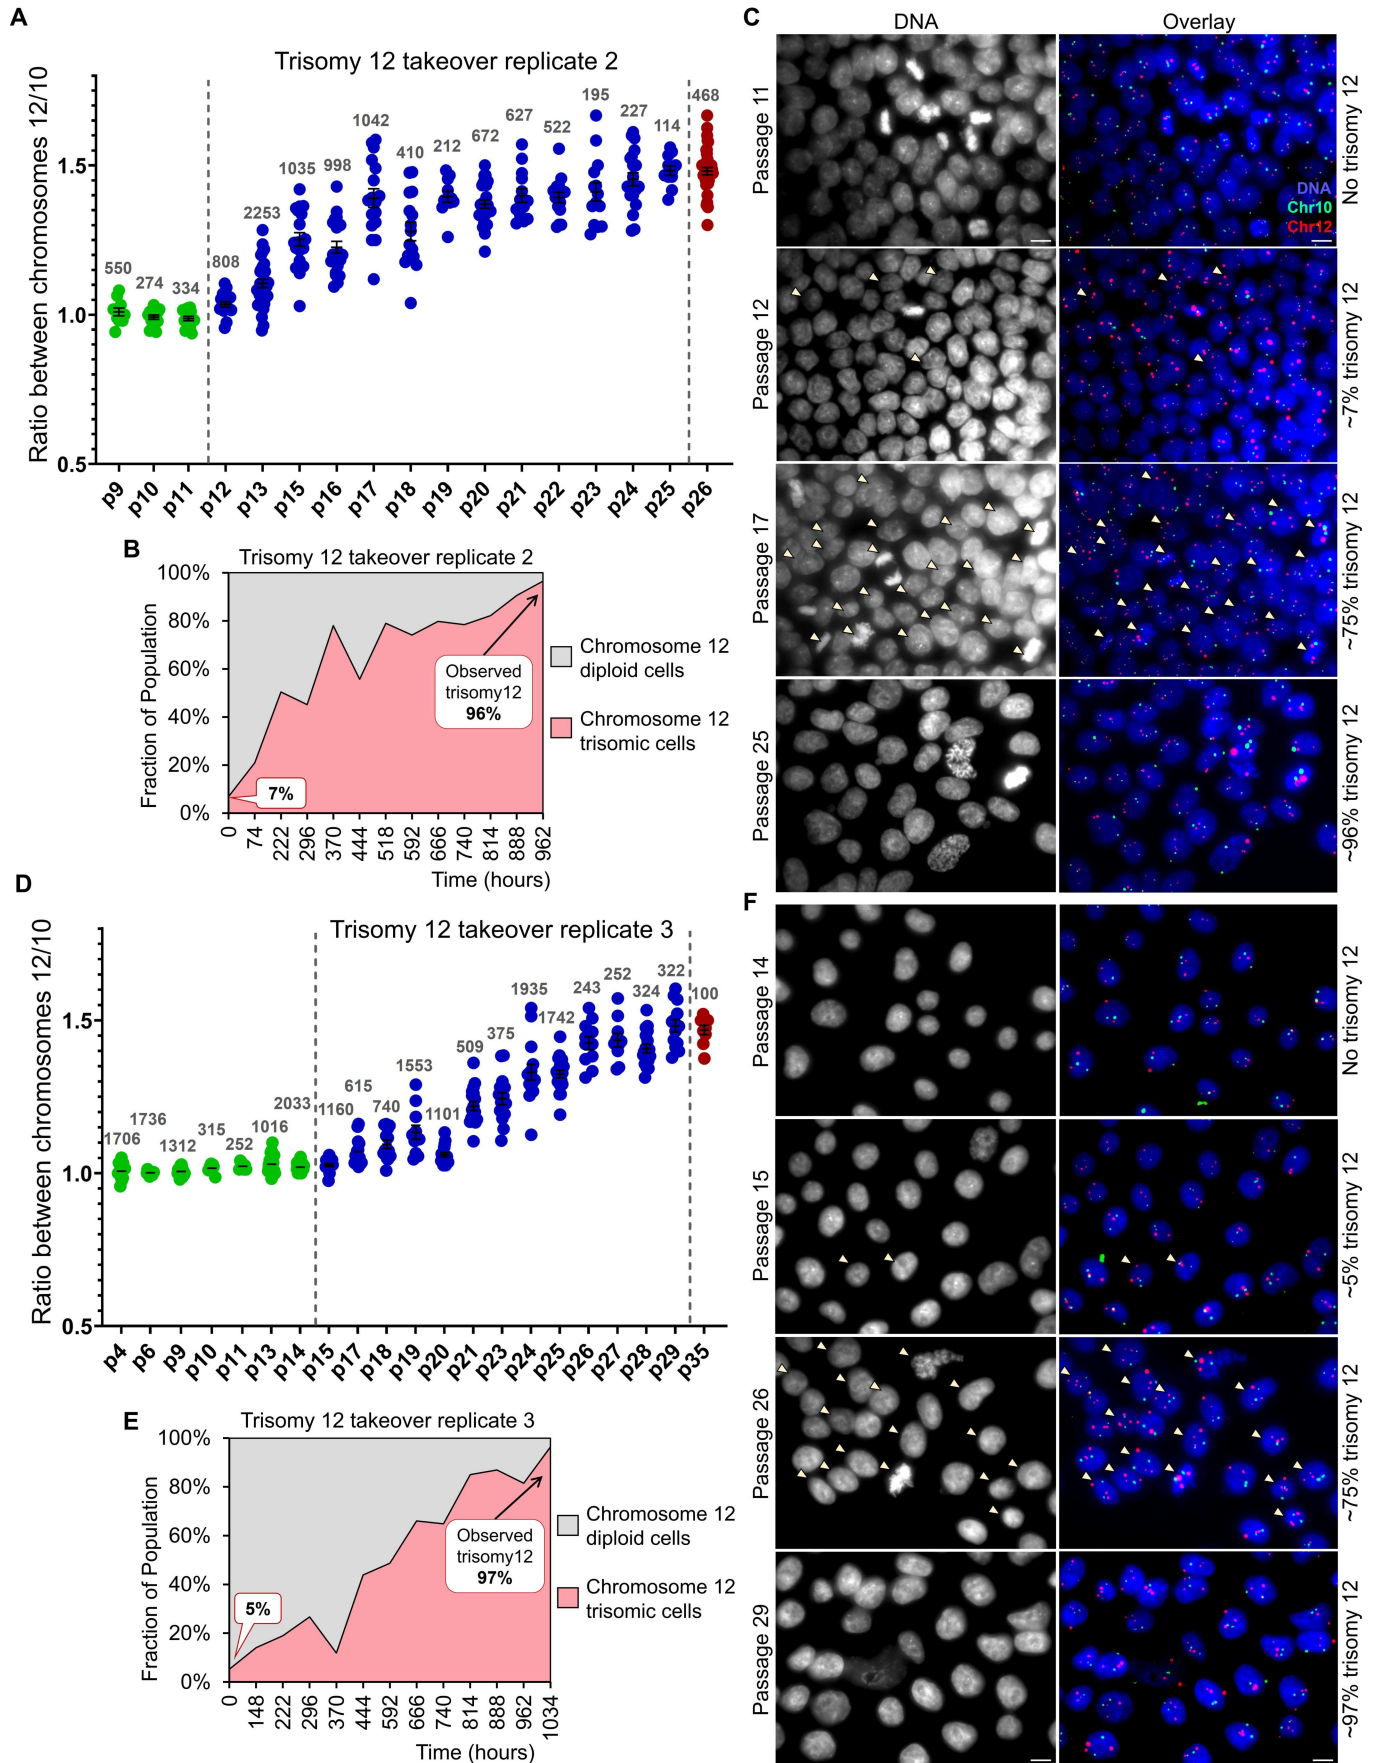 A
Trisomy 12 takeover replicate 2
Ratio between chromosomes 12/10
1.5
1.0
0.5
550
274
334
808
2253
1035
998
1042
410
212
672
627
522
195
227
114
468
p9
p10
p11
p12
p13
p15
p16
p17
p18
p19
p20
p21
p22
p23
p24
p25
p26
B
Trisomy 12 takeover replicate 2
Fraction of Population
100%
80%
60%
40%
20%
0%
7%
Observed
trisomy12
96%
Chromosome 12
diploid cells
Chromosome 12
trisomic cells
0
74
222
296
370
444
518
592
666
740
814
888
962
Time (hours)
C
DNA
Overlay
Passage 11
DNA
Chr10
Chr12
No trisomy 12
Passage 12
~7% trisomy 12
Passage 17
~75% trisomy 12
Passage 25
~96% trisomy 12
D
Trisomy 12 takeover replicate 3
Ratio between chromosomes 12/10
1.5
1.0
0.5
1706
1736
1312
315
252
1016
2033
1160
615
740
1553
1101
509
375
1935
1742
243
252
324
322
100
p4
p6
p9
p10
p11
p13
p14
p15
p17
p18
p19
p20
p21
p23
p24
p25
p26
p27
p28
p29
p35
E
Trisomy 12 takeover replicate 3
Fraction of Population
100%
80%
60%
40%
20%
0%
5%
Observed
trisomy12
97%
Chromosome 12
diploid cells
Chromosome 12
trisomic cells
0
148
222
296
370
444
592
666
740
814
888
962
1034
Time (hours)
F
Passage 14
No trisomy 12
Passage 15
~5% trisomy 12
Passage 26
~75% trisomy 12
Passage 29
~97% trisomy 12